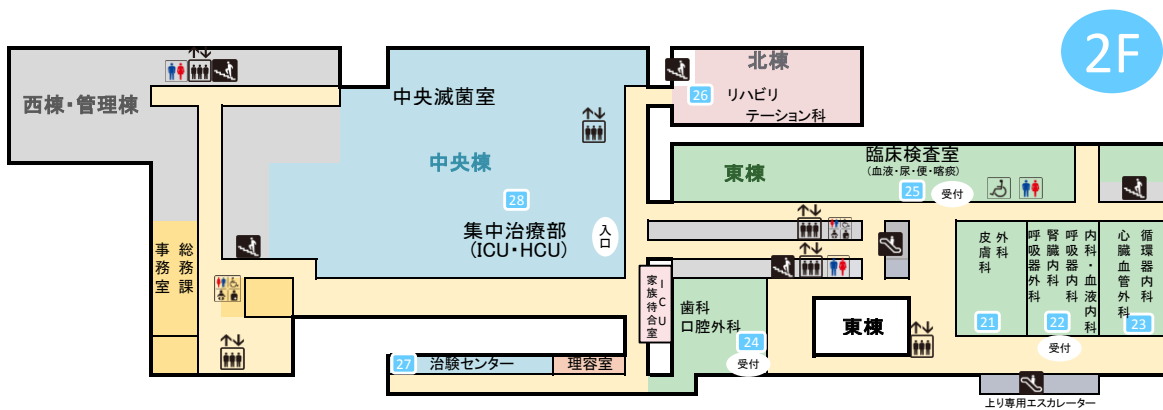 2F
西棟・管理棟
中央滅菌室
中央棟
28
集中治療部
(ICU・HCU)
入口
北棟
26
リハビリ
テーション科
東棟
臨床検査室
(血液・尿・便・喀痰)
25
受付
総務課
事務室
ICU
家族待合室
歯科
口腔外科
24
受付
東棟
外科
皮膚科
21
内科・血液内科
呼吸器内科
腎臓内科
呼吸器外科
22
受付
循環器内科
心臓血管外科
23
27
治験センター
理容室
上り専用エスカレーター